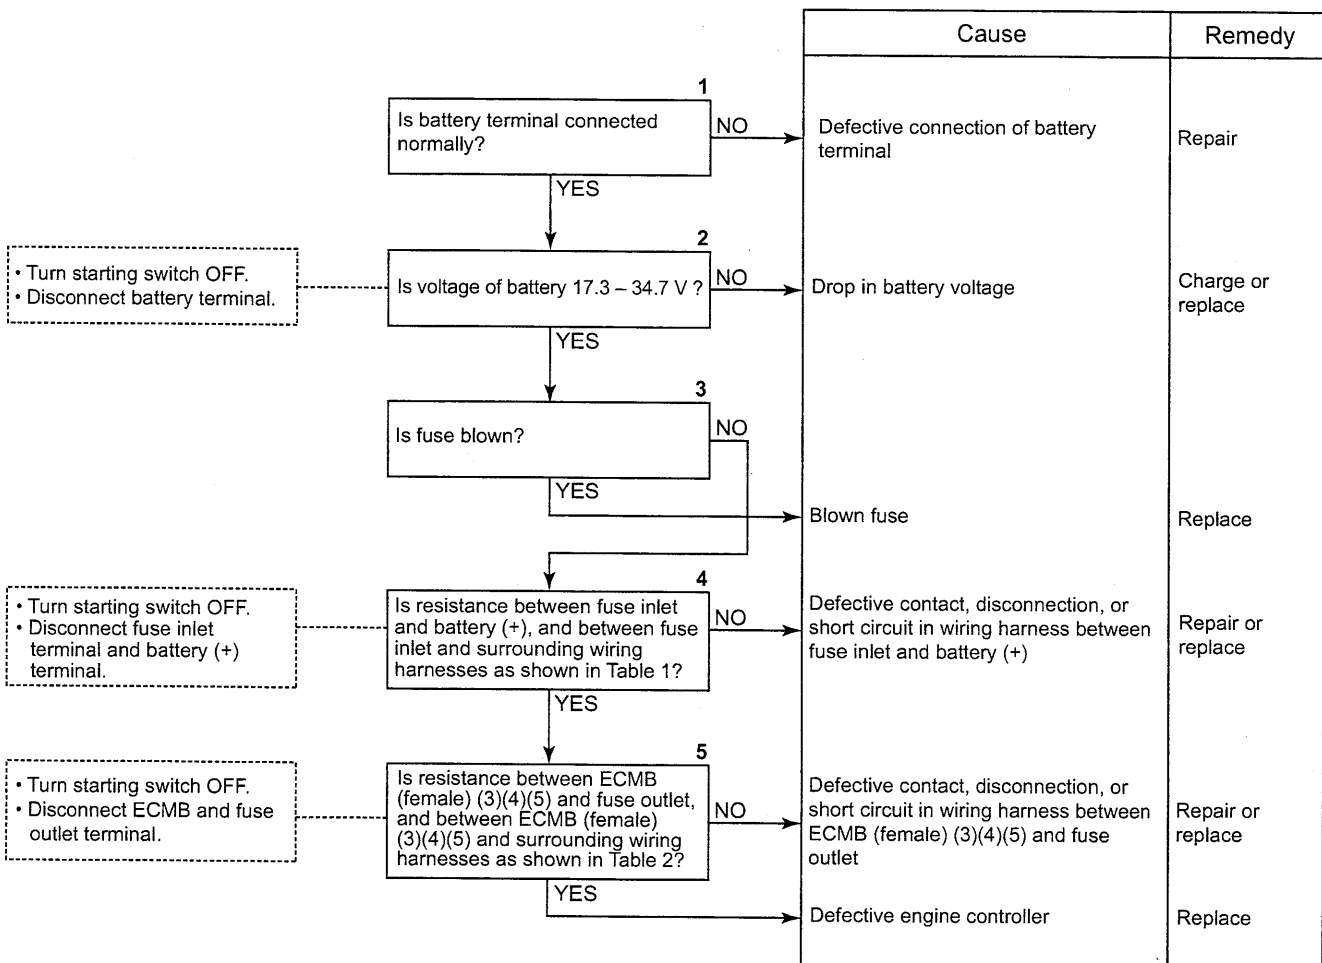 Cause
Remedy
1
Is battery terminal connected
normally?
NO
Defective connection of battery
terminal
Repair
YES
2
• Turn starting switch OFF.
• Disconnect battery terminal.
Is voltage of battery 17.3 – 34.7 V ?
NO
Drop in battery voltage
Charge or
replace
YES
3
Is fuse blown?
NO
YES
Blown fuse
Replace
4
• Turn starting switch OFF.
• Disconnect fuse inlet
terminal and battery (+)
terminal.
Is resistance between fuse inlet
and battery (+), and between fuse
inlet and surrounding wiring
harnesses as shown in Table 1?
NO
Defective contact, disconnection, or
short circuit in wiring harness between
fuse inlet and battery (+)
Repair or
replace
YES
5
• Turn starting switch OFF.
• Disconnect ECMB and fuse
outlet terminal.
Is resistance between ECMB
(female) (3)(4)(5) and fuse outlet,
and between ECMB (female)
(3)(4)(5) and surrounding wiring
harnesses as shown in Table 2?
NO
Defective contact, disconnection, or
short circuit in wiring harness between
ECMB (female) (3)(4)(5) and fuse
outlet
Repair or
replace
YES
Defective engine controller
Replace